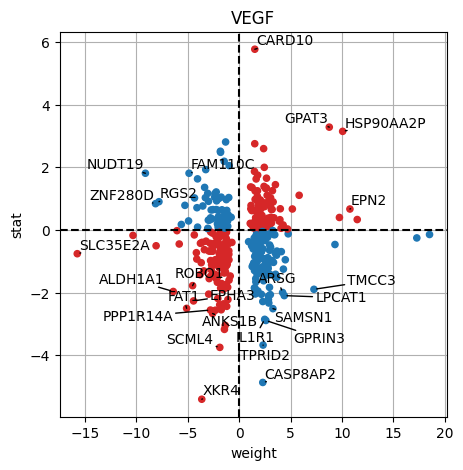 VEGF
CARD10
GPAT3
HSP90AA2P
NUDT19
FAM110C
ZNF280D
RGS2
EPN2
SLC35E2A
ROBO1
ARSG
ALDH1A1
TMCC3
FAT1
EPHA3
LPCAT1
PPP1R14A
ANKS1B
SAMSN1
SCML4
IL1R1
GPRIN3
TPRID2
CASP8AP2
XKR4
stat
6
4
2
0
−2
−4
−15
−10
−5
0
5
10
15
20
weight